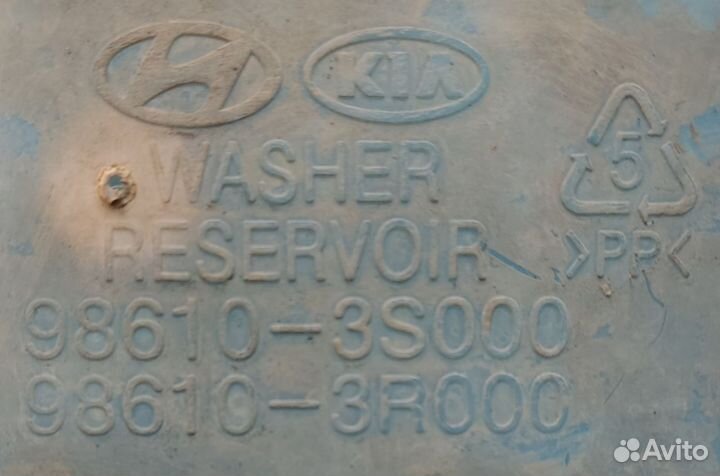 KIA
WASHER
RESERVOIR
5
>PP<
98610-3S000
98610-3R000
Avito